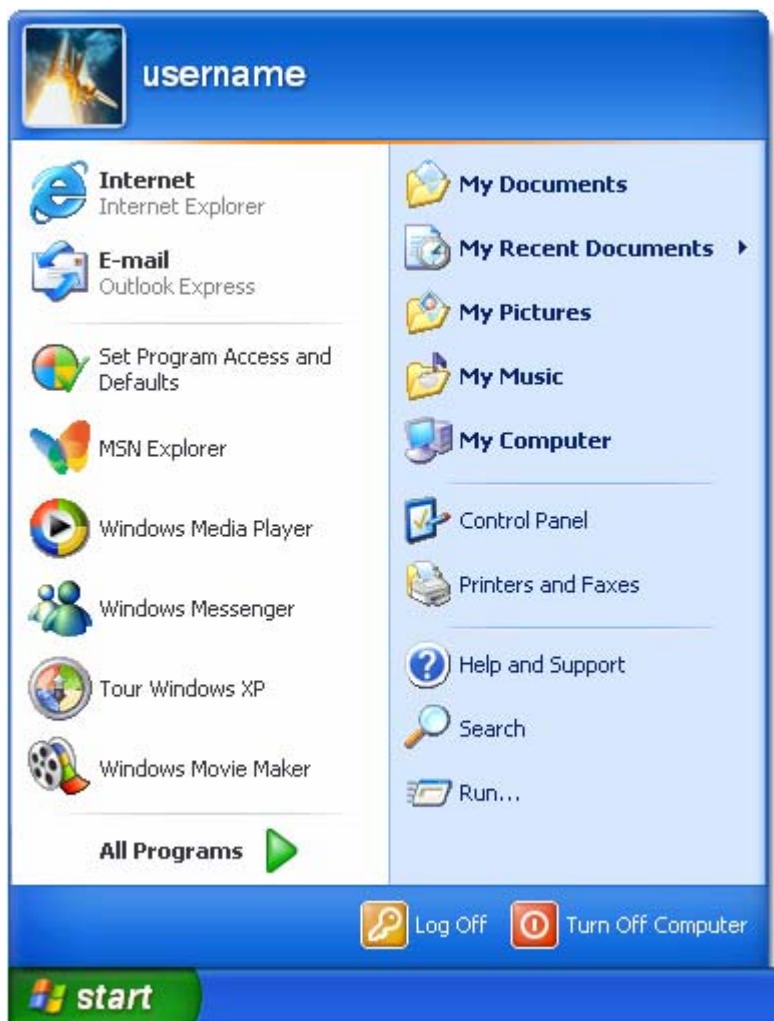 username
Internet
Internet Explorer
E-mail
Outlook Express
Set Program Access and
Defaults
MSN Explorer
Windows Media Player
Windows Messenger
Tour Windows XP
Windows Movie Maker
All Programs
My Documents
My Recent Documents
My Pictures
My Music
My Computer
Control Panel
Printers and Faxes
Help and Support
Search
Run...
Log Off
Turn Off Computer
start